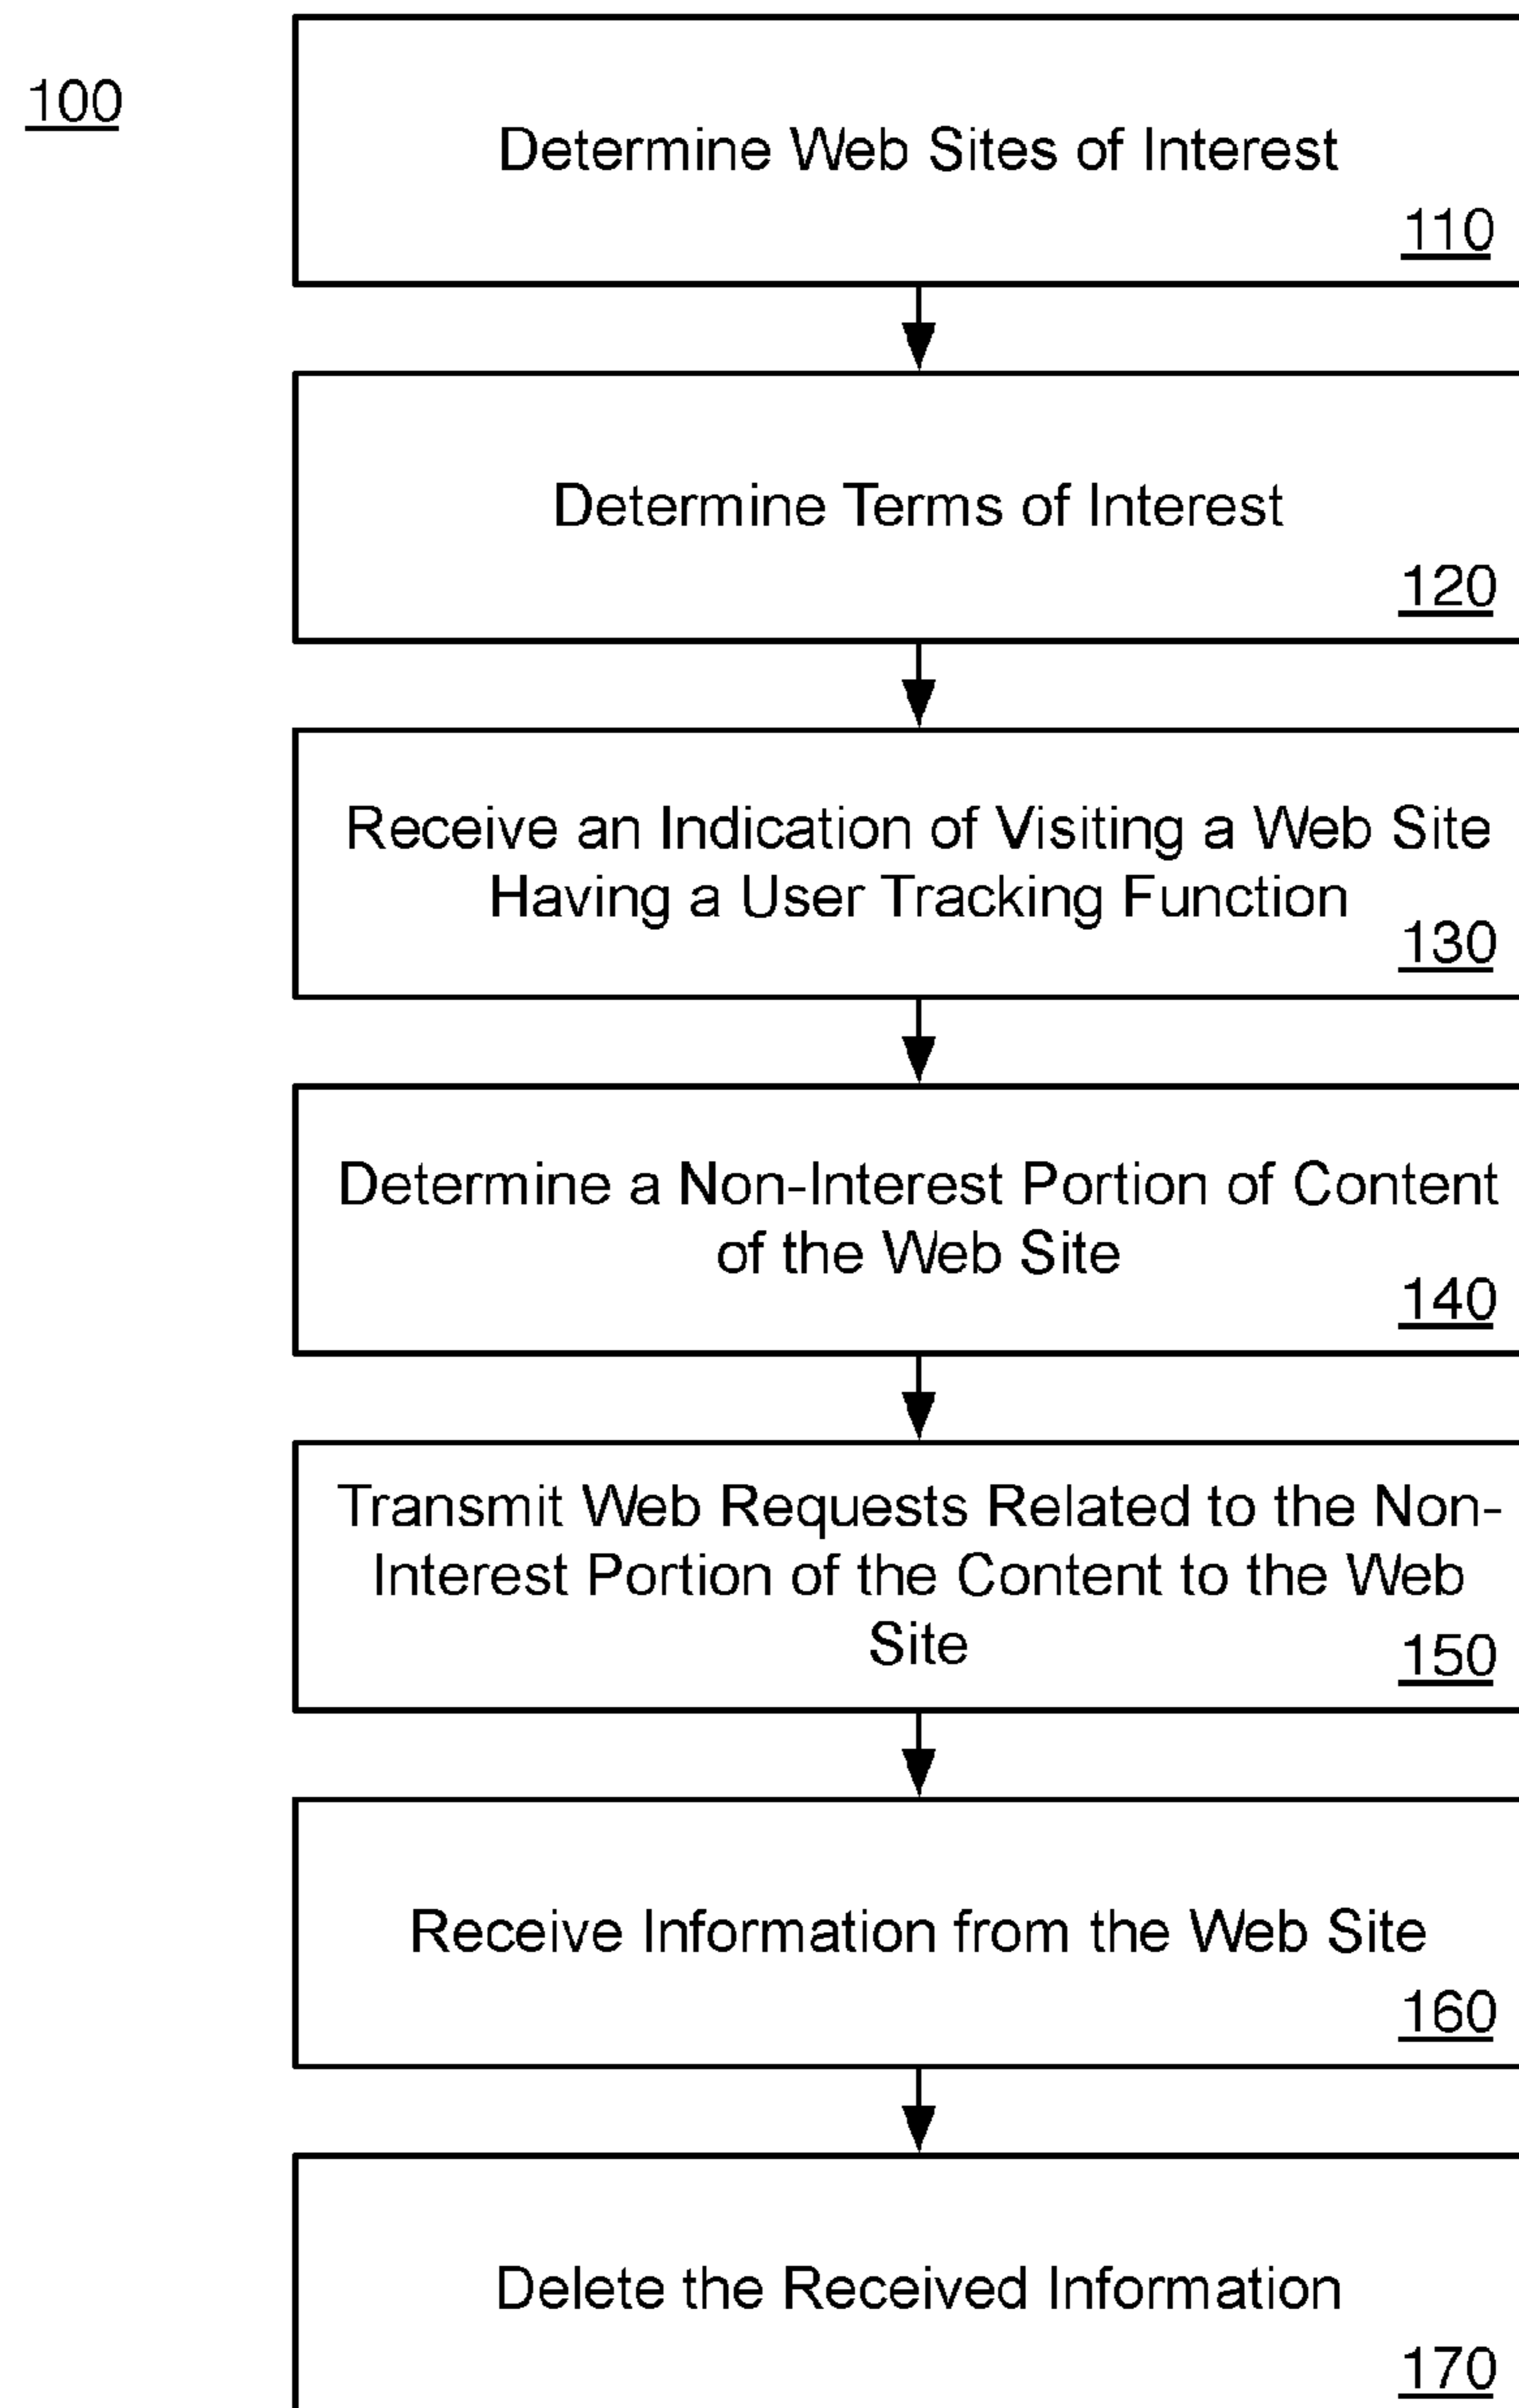 100
Determine Web Sites of Interest
110
Determine Terms of Interest
120
Receive an Indication of Visiting a Web Site
Having a User Tracking Function
130
Determine a Non-Interest Portion of Content
of the Web Site
140
Transmit Web Requests Related to the Non-
Interest Portion of the Content to the Web
Site
150
Receive Information from the Web Site
160
Delete the Received Information
170